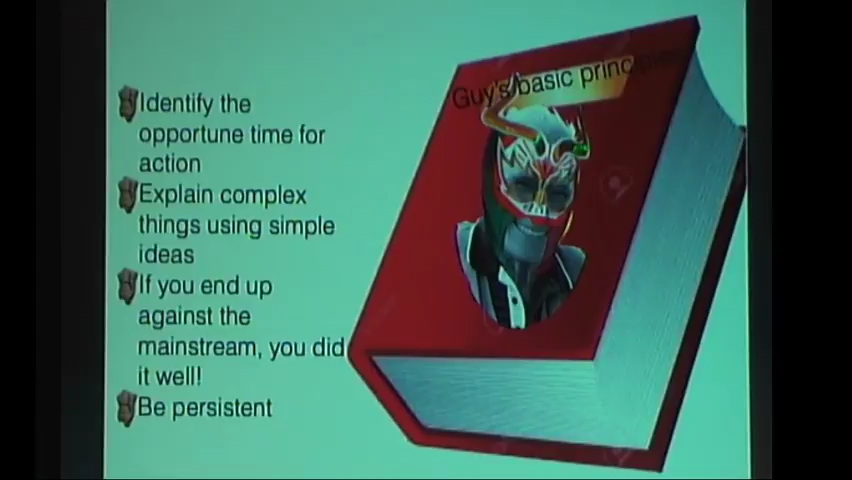 Guy's basic principles
Identify the
opportune time for
action
Explain complex
things using simple
ideas
If you end up
against the
mainstream, you did
it well!
Be persistent